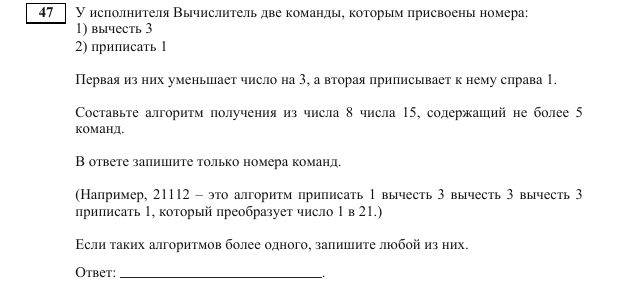 47
У исполнителя Вычислитель две команды, которым присвоены номера:
1) вычесть 3
2) приписать 1
Первая из них уменьшает число на 3, а вторая приписывает к нему справа 1.
Составьте алгоритм получения из числа 8 числа 15, содержащий не более 5
команд.
В ответе запишите только номера команд.
(Например, 21112 – это алгоритм приписать 1 вычесть 3 вычесть 3 вычесть 3
приписать 1, который преобразует число 1 в 21.)
Если таких алгоритмов более одного, запишите любой из них.
Ответ: ____________________________.